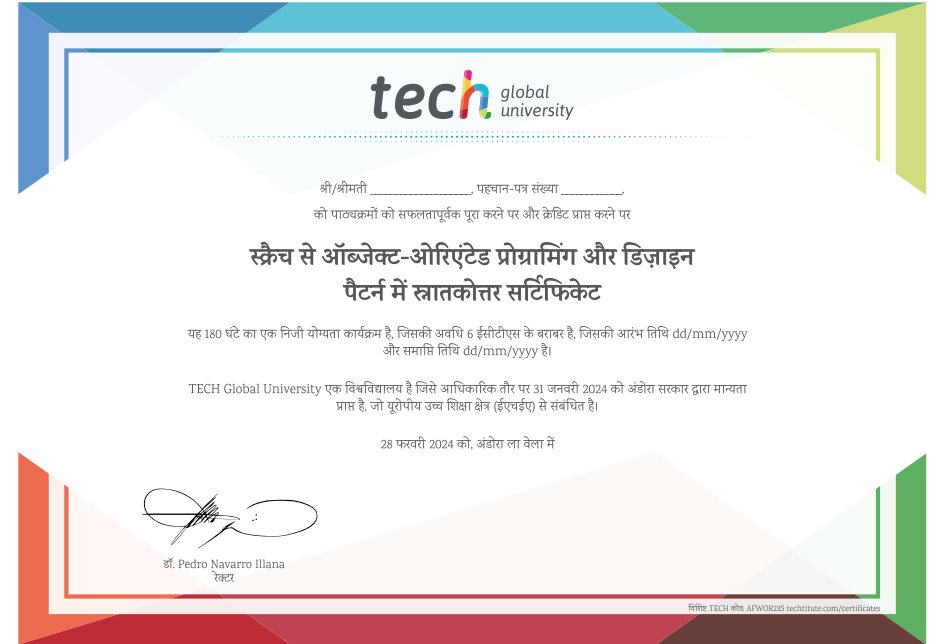 tech global
university
श्री/श्रीमती ____________________, पहचान-पत्र संख्या ____________,
को पाठ्यक्रमों को सफलतापूर्वक पूरा करने पर और क्रेडिट प्राप्त करने पर
स्क्रैच से ऑब्जेक्ट-ओरिएंटेड प्रोग्रामिंग और डिज़ाइन
पैटर्न में स्नातकोत्तर सर्टिफिकेट
यह 180 घंटे का एक निजी योग्यता कार्यक्रम है, जिसकी अवधि 6 ईसीटीएस के बराबर है, जिसकी आरंभ तिथि dd/mm/yyyy
और समाप्ति तिथि dd/mm/yyyy है।
TECH Global University एक विश्वविद्यालय है जिसे आधिकारिक तौर पर 31 जनवरी 2024 को अंडोरा सरकार द्वारा मान्यता
प्राप्त है, जो यूरोपीय उच्च शिक्षा क्षेत्र (ईएचईए) से संबंधित है।
28 फरवरी 2024 को, अंडोरा ला वेला में
डॉ. Pedro Navarro Illana
रेक्टर
विशिष्ट TECH कोड: AFWOR23S techtitute.com/certificates